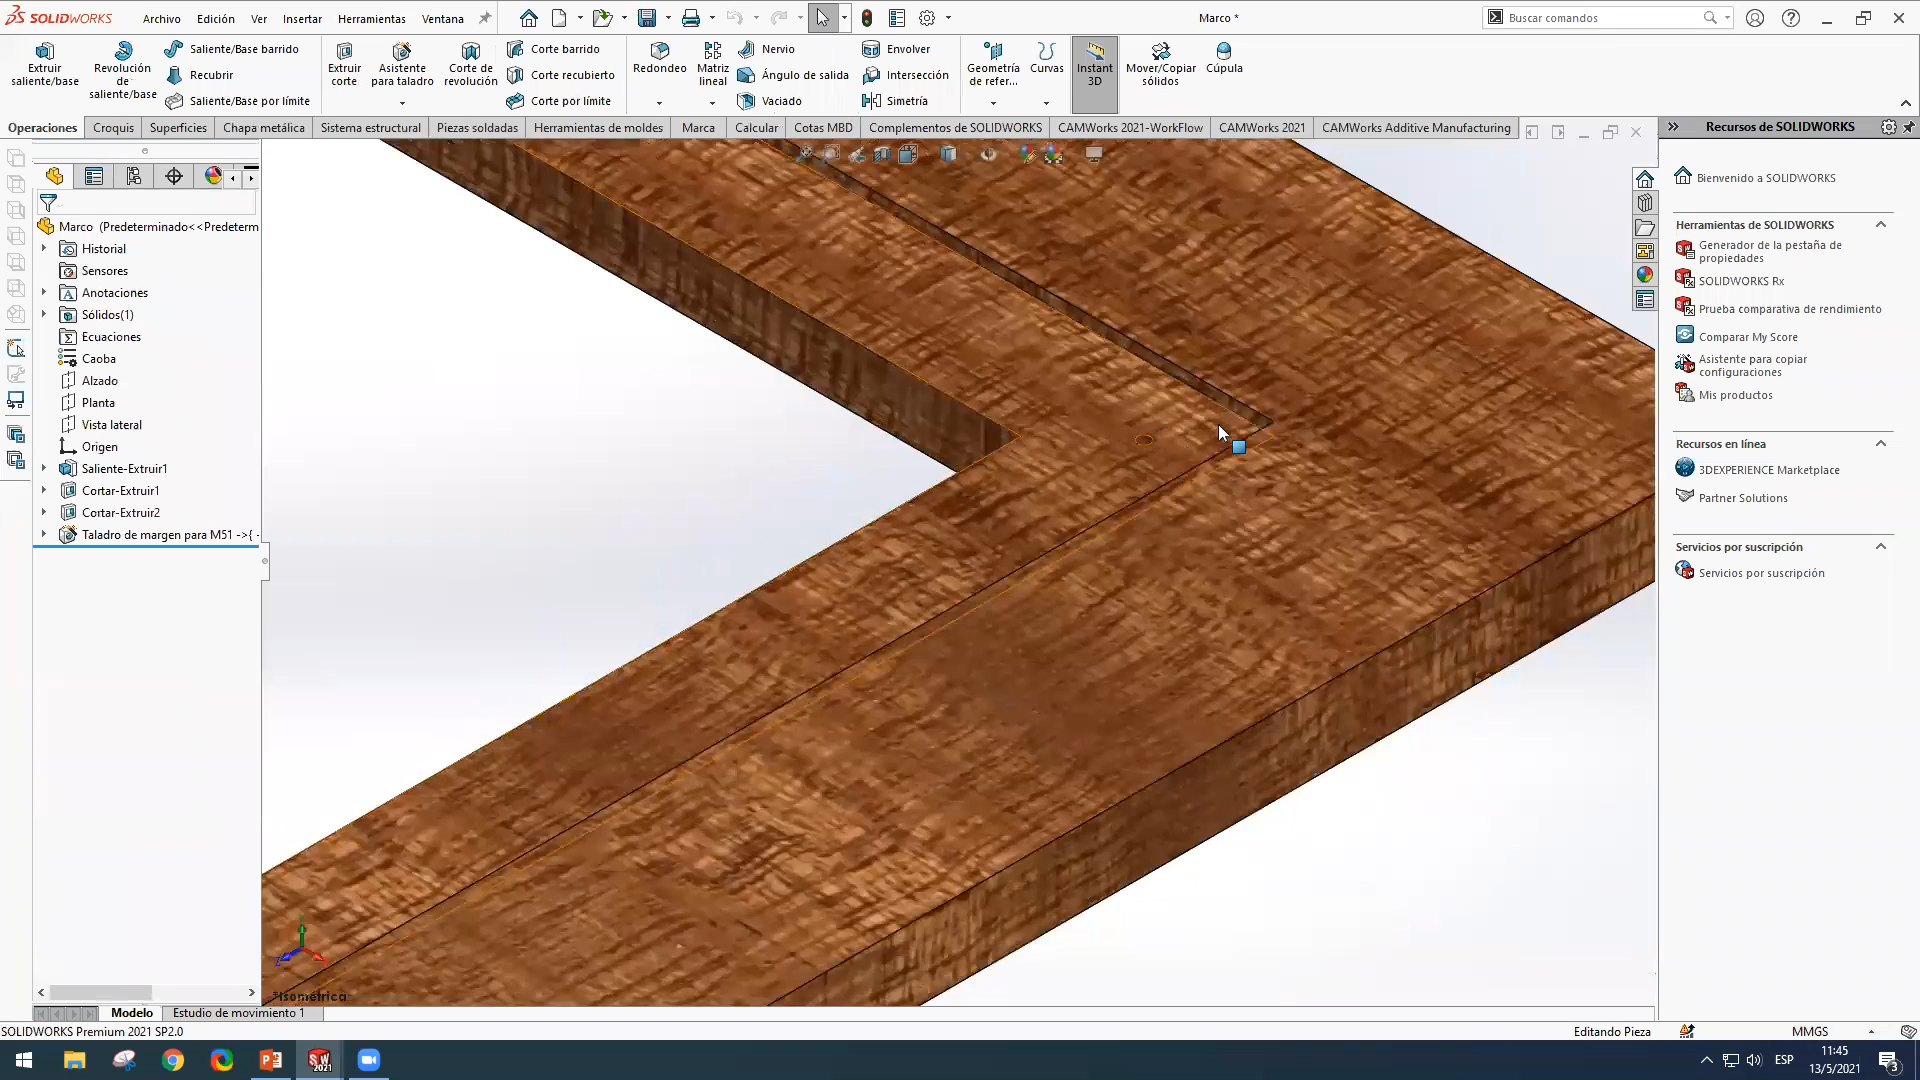 SOLIDWORKS
Archivo Edición Ver Insertar Herramientas Ventana
Marco *
Buscar comandos
Extruir saliente/base
Revolución de saliente/base
Saliente/Base barrido
Recubrir
Saliente/Base por límite
Extruir corte
Asistente para taladro
Corte de revolución
Corte barrido
Corte recubierto
Corte por límite
Redondeo
Matriz lineal
Nervio
Ángulo de salida
Vaciado
Envolver
Intersección
Simetría
Geometría de refer...
Curvas
Instant 3D
Mover/Copiar sólidos
Cúpula
Operaciones Croquis Superficies Chapa metálica Sistema estructural Piezas soldadas Herramientas de moldes Marca Calcular Cotas MBD Complementos de SOLIDWORKS CAMWorks 2021-WorkFlow CAMWorks 2021 CAMWorks Additive Manufacturing
Marco (Predeterminado<<Predeterm
Historial
Sensores
Anotaciones
Sólidos(1)
Ecuaciones
Caoba
Alzado
Planta
Vista lateral
Origen
Saliente-Extruir1
Cortar-Extruir1
Cortar-Extruir2
Taladro de margen para M51 ->{ -
*Isométrica
Recursos de SOLIDWORKS
Bienvenido a SOLIDWORKS
Herramientas de SOLIDWORKS
Generador de la pestaña de
propiedades
SOLIDWORKS Rx
Prueba comparativa de rendimiento
Comparar My Score
Asistente para copiar
configuraciones
Mis productos
Recursos en línea
3DEXPERIENCE Marketplace
Partner Solutions
Servicios por suscripción
Servicios por suscripción
Modelo Estudio de movimiento 1
SOLIDWORKS Premium 2021 SP2.0
Editando Pieza MMGS
ESP
11:45
13/5/2021
3